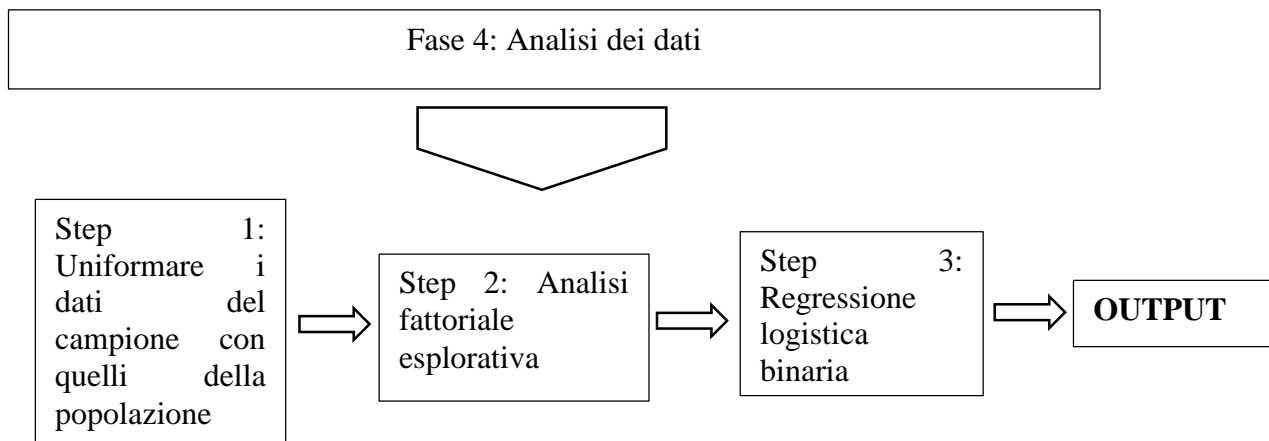 Fase 4: Analisi dei dati
Step 1:
Uniformare i
dati del
campione con
quelli della
popolazione
Step 2: Analisi
fattoriale
esplorativa
Step 3:
Regressione
logistica
binaria
OUTPUT